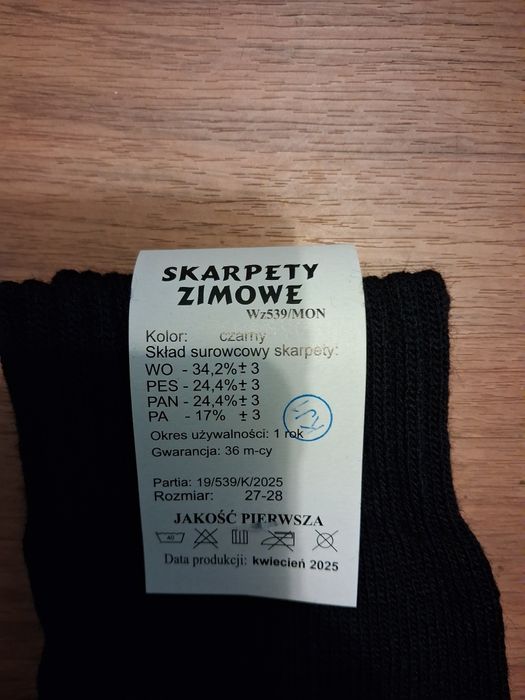 SKARPETY
ZIMOWE
Wz539/MON
Kolor: czarny
Skład surowcowy skarpety:
WO - 34,2% ± 3
PES - 24,4% ± 3
PAN - 24,4% ± 3
PA - 17% ± 3
Okres używalności: 1 rok
Gwarancja: 36 m-cy
Partia: 19/539/K/2025
Rozmiar: 27-28
JAKOŚĆ PIERWSZA
40
Data produkcji: kwiecień 2025